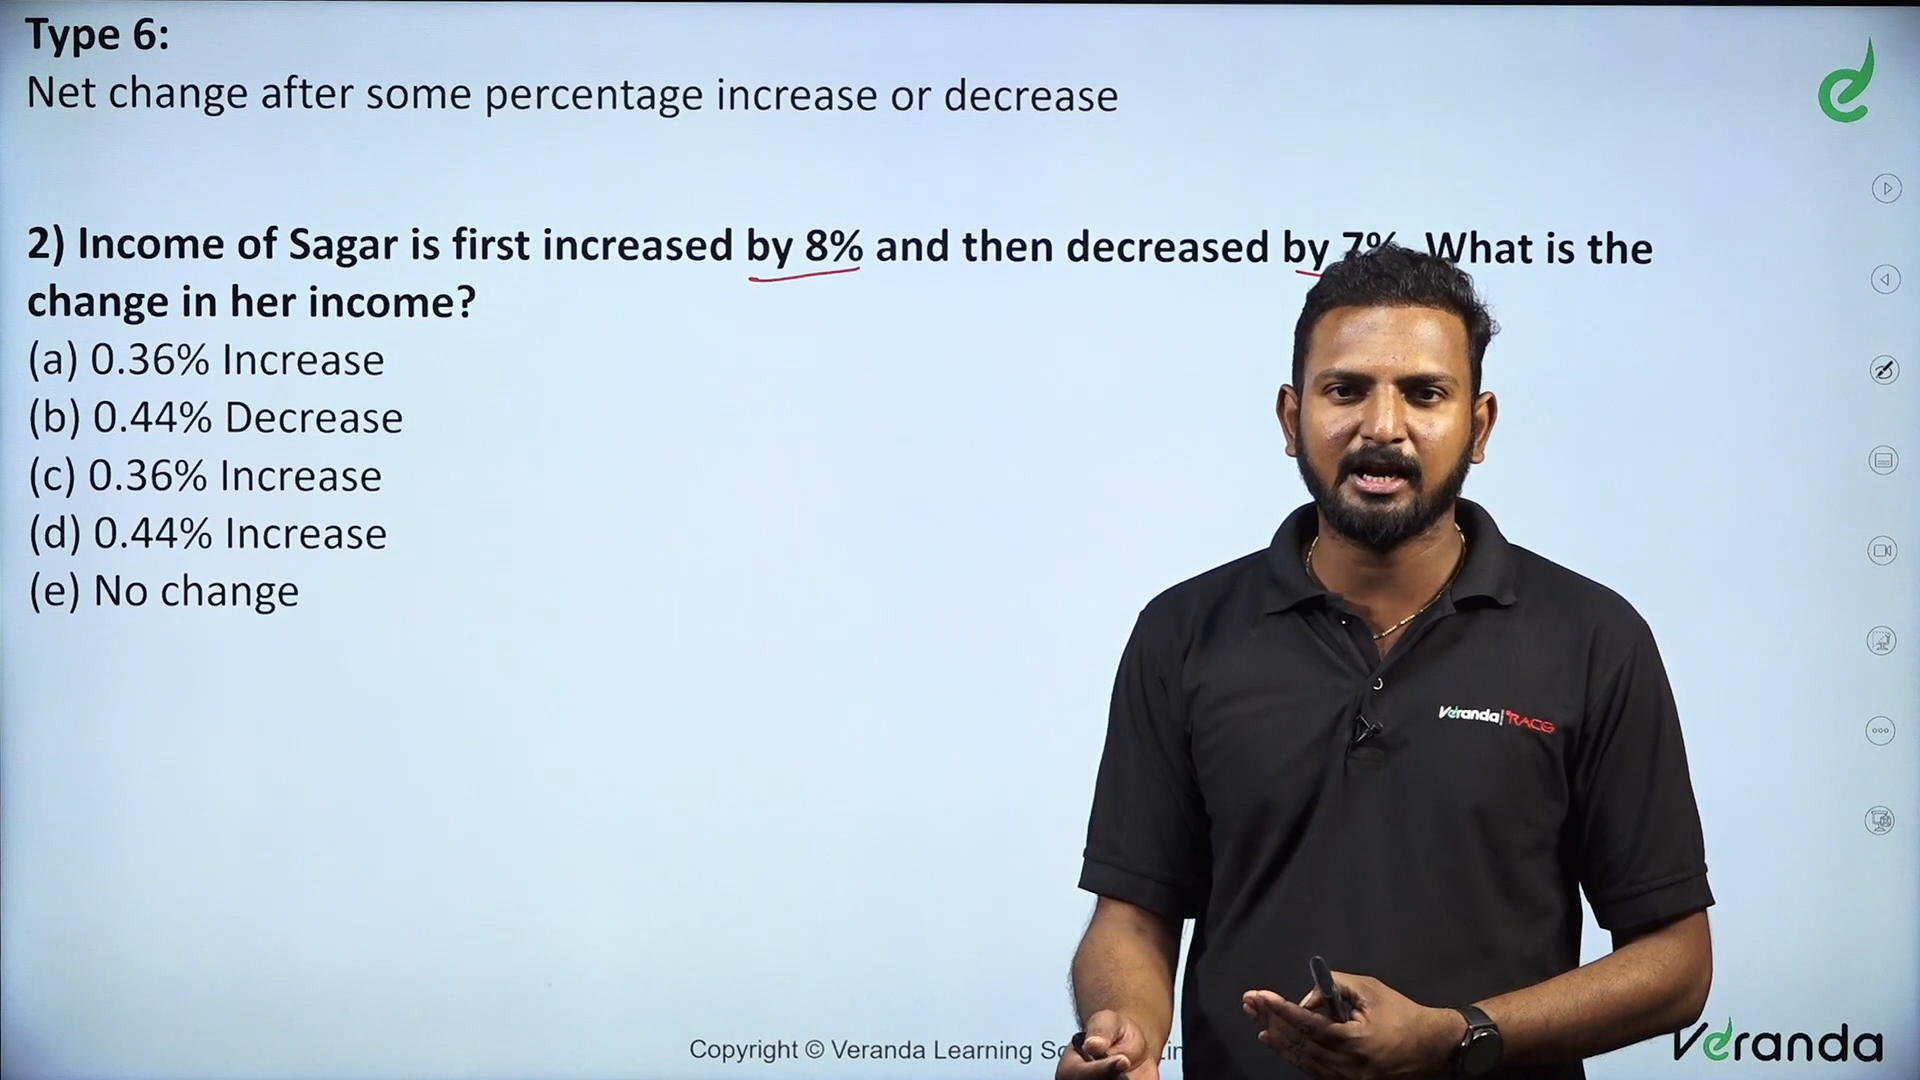 Type 6:
Net change after some percentage increase or decrease
2) Income of Sagar is first increased by 8% and then decreased by 7%. What is the
change in her income?
(a) 0.36% Increase
(b) 0.44% Decrease
(c) 0.36% Increase
(d) 0.44% Increase
(e) No change
Veranda|RACE
Copyright © Veranda Learning
Veranda